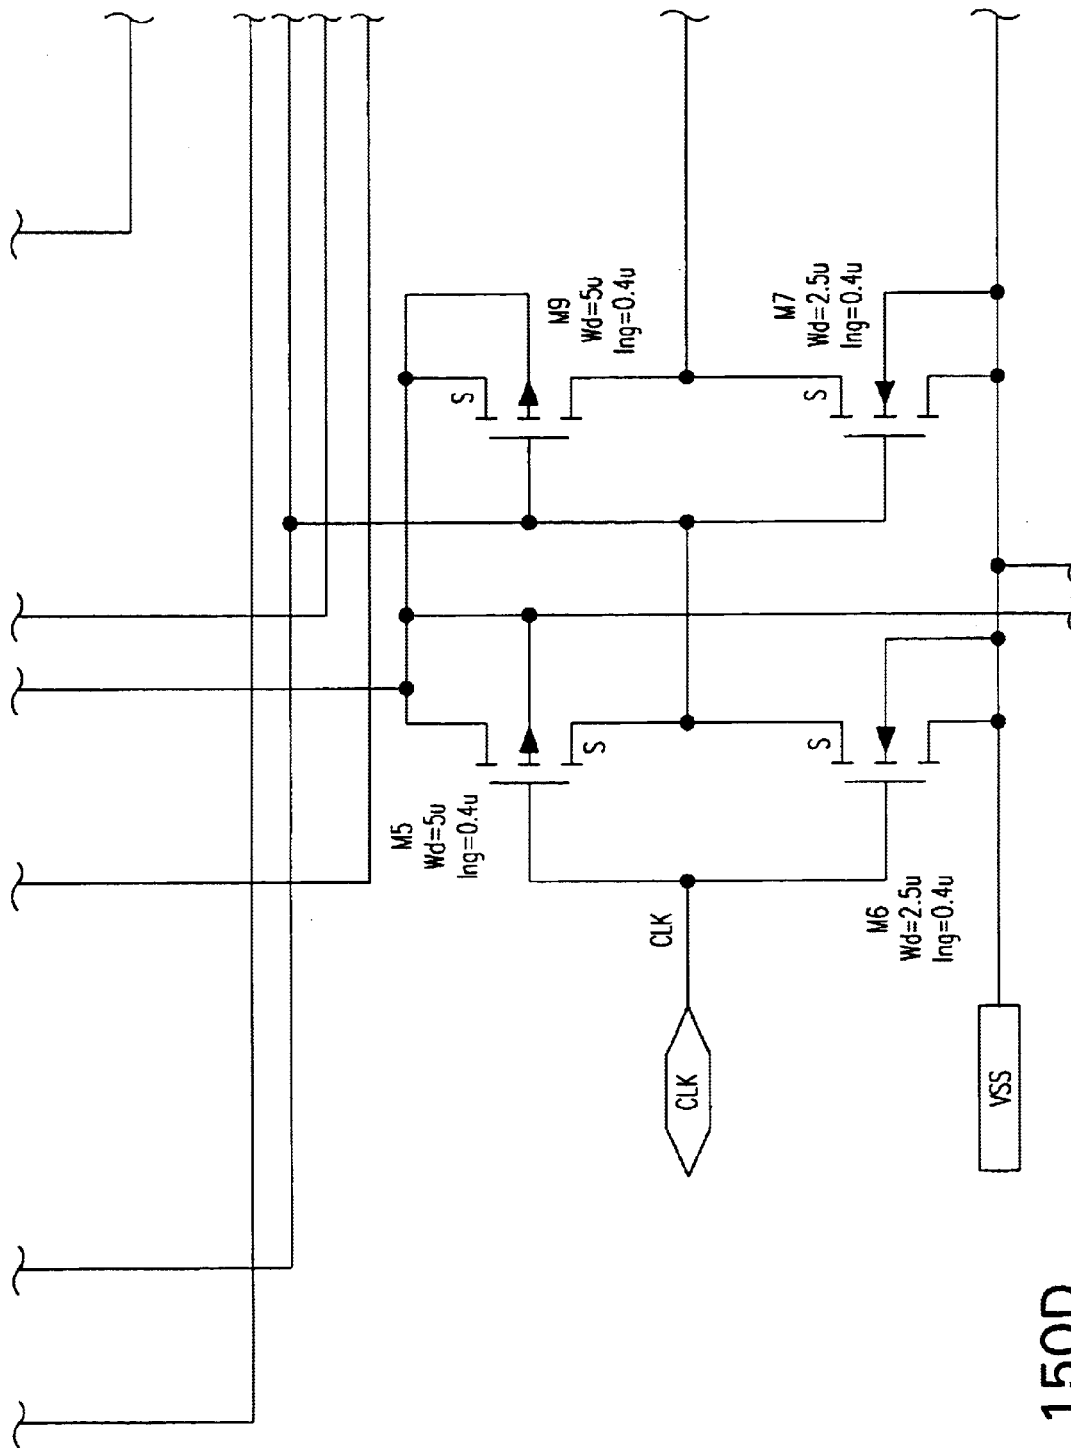 M9
Wd=5u
lng=0.4u
S
M7
Wd=2.5u
lng=0.4u
S
M5
Wd=5u
lng=0.4u
S
S
M6
Wd=2.5u
lng=0.4u
CLK
CLK
VSS
150D